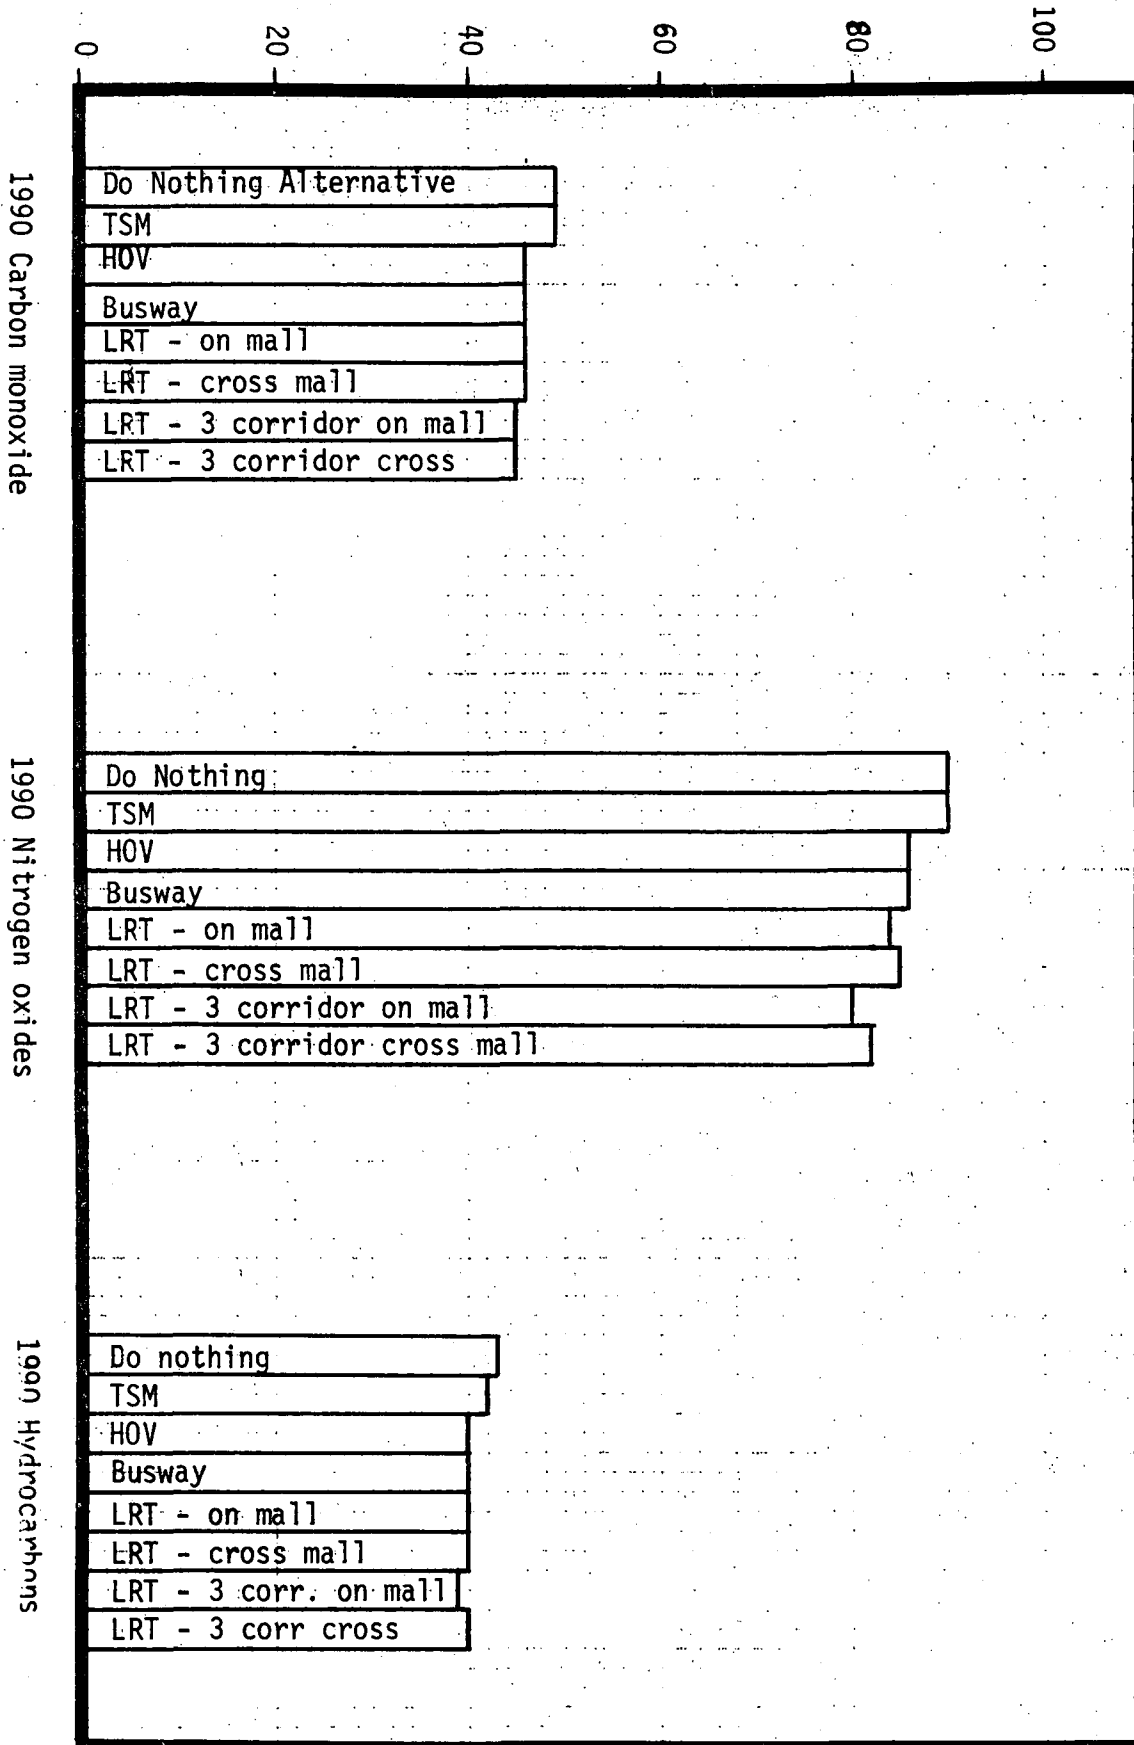 0
20
40
60
80
100
1990 Carbon monoxide
Do Nothing Alternative
TSM
HOV
Busway
LRT - on mall
LRT - cross mall
LRT - 3 corridor on mall
LRT - 3 corridor cross
1990 Nitrogen oxides
Do Nothing
TSM
HOV
Busway
LRT - on mall
LRT - cross mall
LRT - 3 corridor on mall
LRT - 3 corridor cross mall
1990 Hydrocarbons
Do nothing
TSM
HOV
Busway
LRT - on mall
LRT - cross mall
LRT - 3 corr. on mall
LRT - 3 corr cross